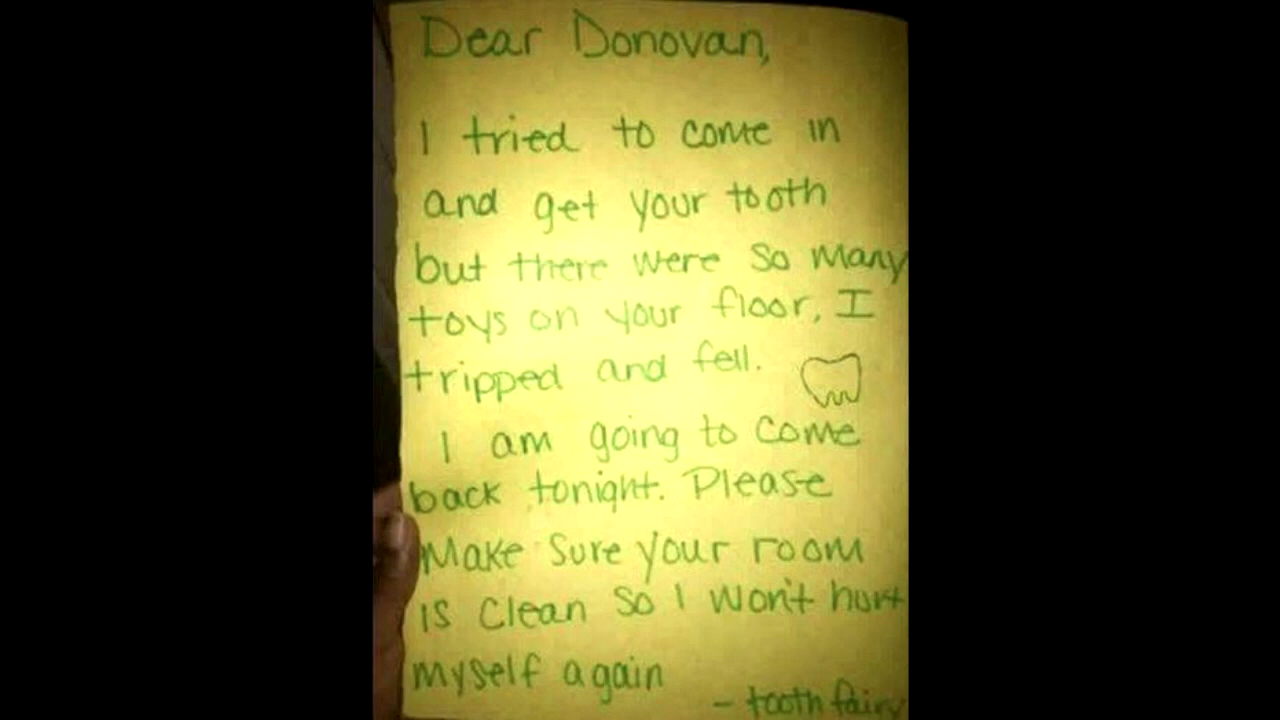 Dear Donovan,
I tried to come in
and get your tooth
but there were so many
toys on your floor, I
tripped and fell.
I am going to come
back tonight. Please
Make Sure your room
is Clean so I won't hurt
myself again
- tooth fairy